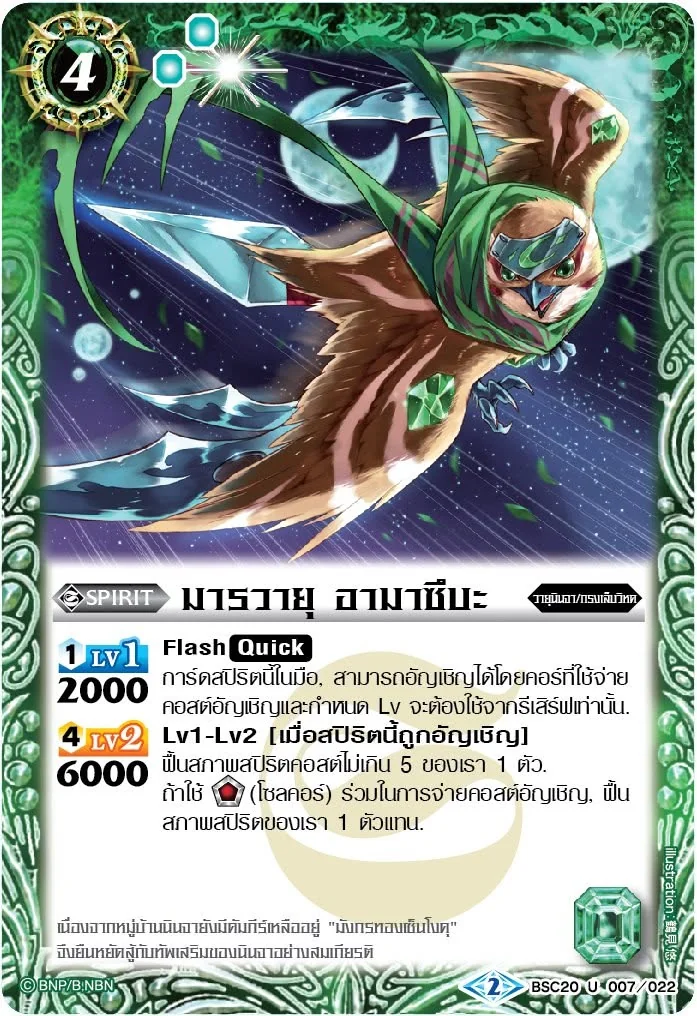 4
SPIRIT มารวายุ อามาซึบะ วายุนินจา/กรงเล็บวิหค
1 LV1
2000
4 LV2
6000
Flash Quick
การ์ดสปิริตนี้ในมือ, สามารถอัญเชิญได้โดยคอร์ที่ใช้จ่าย
คอสต์อัญเชิญและกำหนด Lv จะต้องใช้จากรีเสิร์ฟเท่านั้น.
Lv1-Lv2 [เมื่อสปิริตนี้ถูกอัญเชิญ]
ฟื้นสภาพสปิริตคอสต์ไม่เกิน 5 ของเรา 1 ตัว.
ถ้าใช้ (โซลคอร์) ร่วมในการจ่ายคอสต์อัญเชิญ, ฟื้น
สภาพสปิริตของเรา 1 ตัวแทน.
เนื่องจากหมู่บ้านนินจายังมีคัมภีร์เหลืออยู่ "มังกรทองเซ็นโงคุ"
จึงยืนหยัดสู้กับทัพเสริมของนินจาอย่างสมเกียรติ
illustration: 鶴見 悠
©BNP/B,NBN
2 BSC20 U 007/022